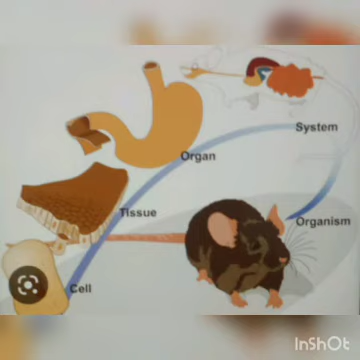 System
Organ
Tissue
Organism
Cell
InShOt